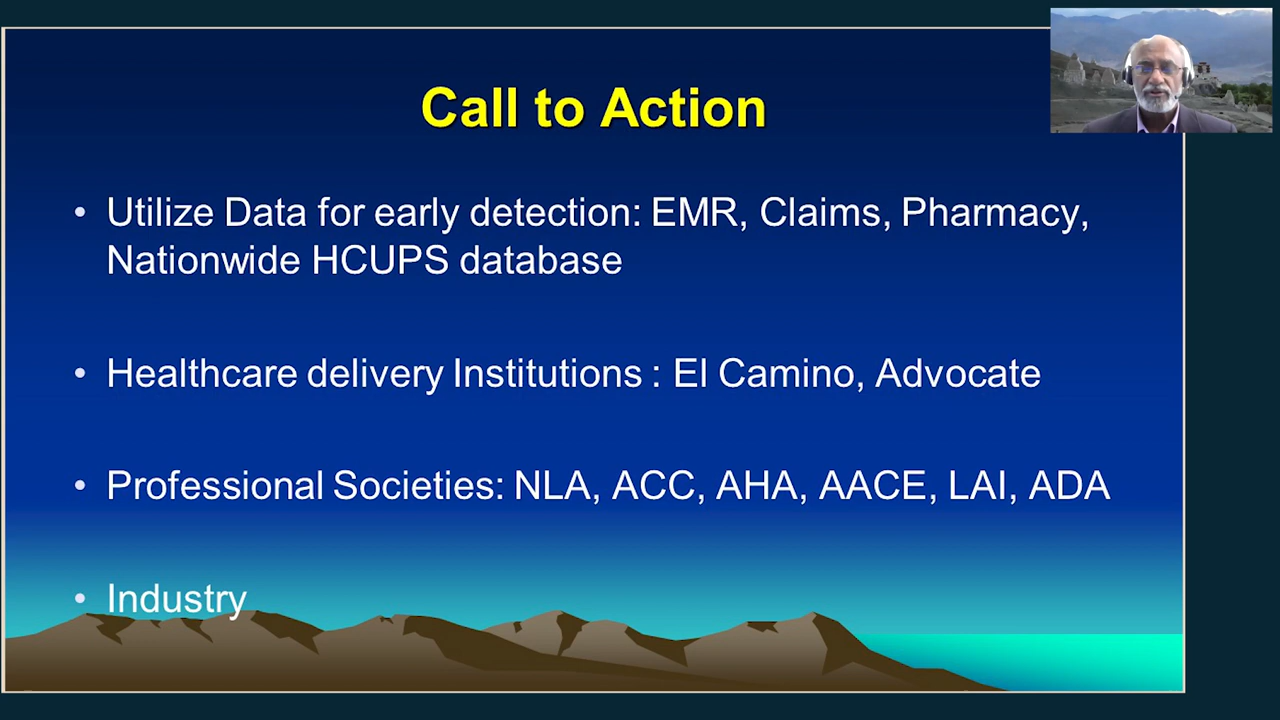 Call to Action
• Utilize Data for early detection: EMR, Claims, Pharmacy,
Nationwide HCUPS database
• Healthcare delivery Institutions : El Camino, Advocate
• Professional Societies: NLA, ACC, AHA, AACE, LAI, ADA
• Industry